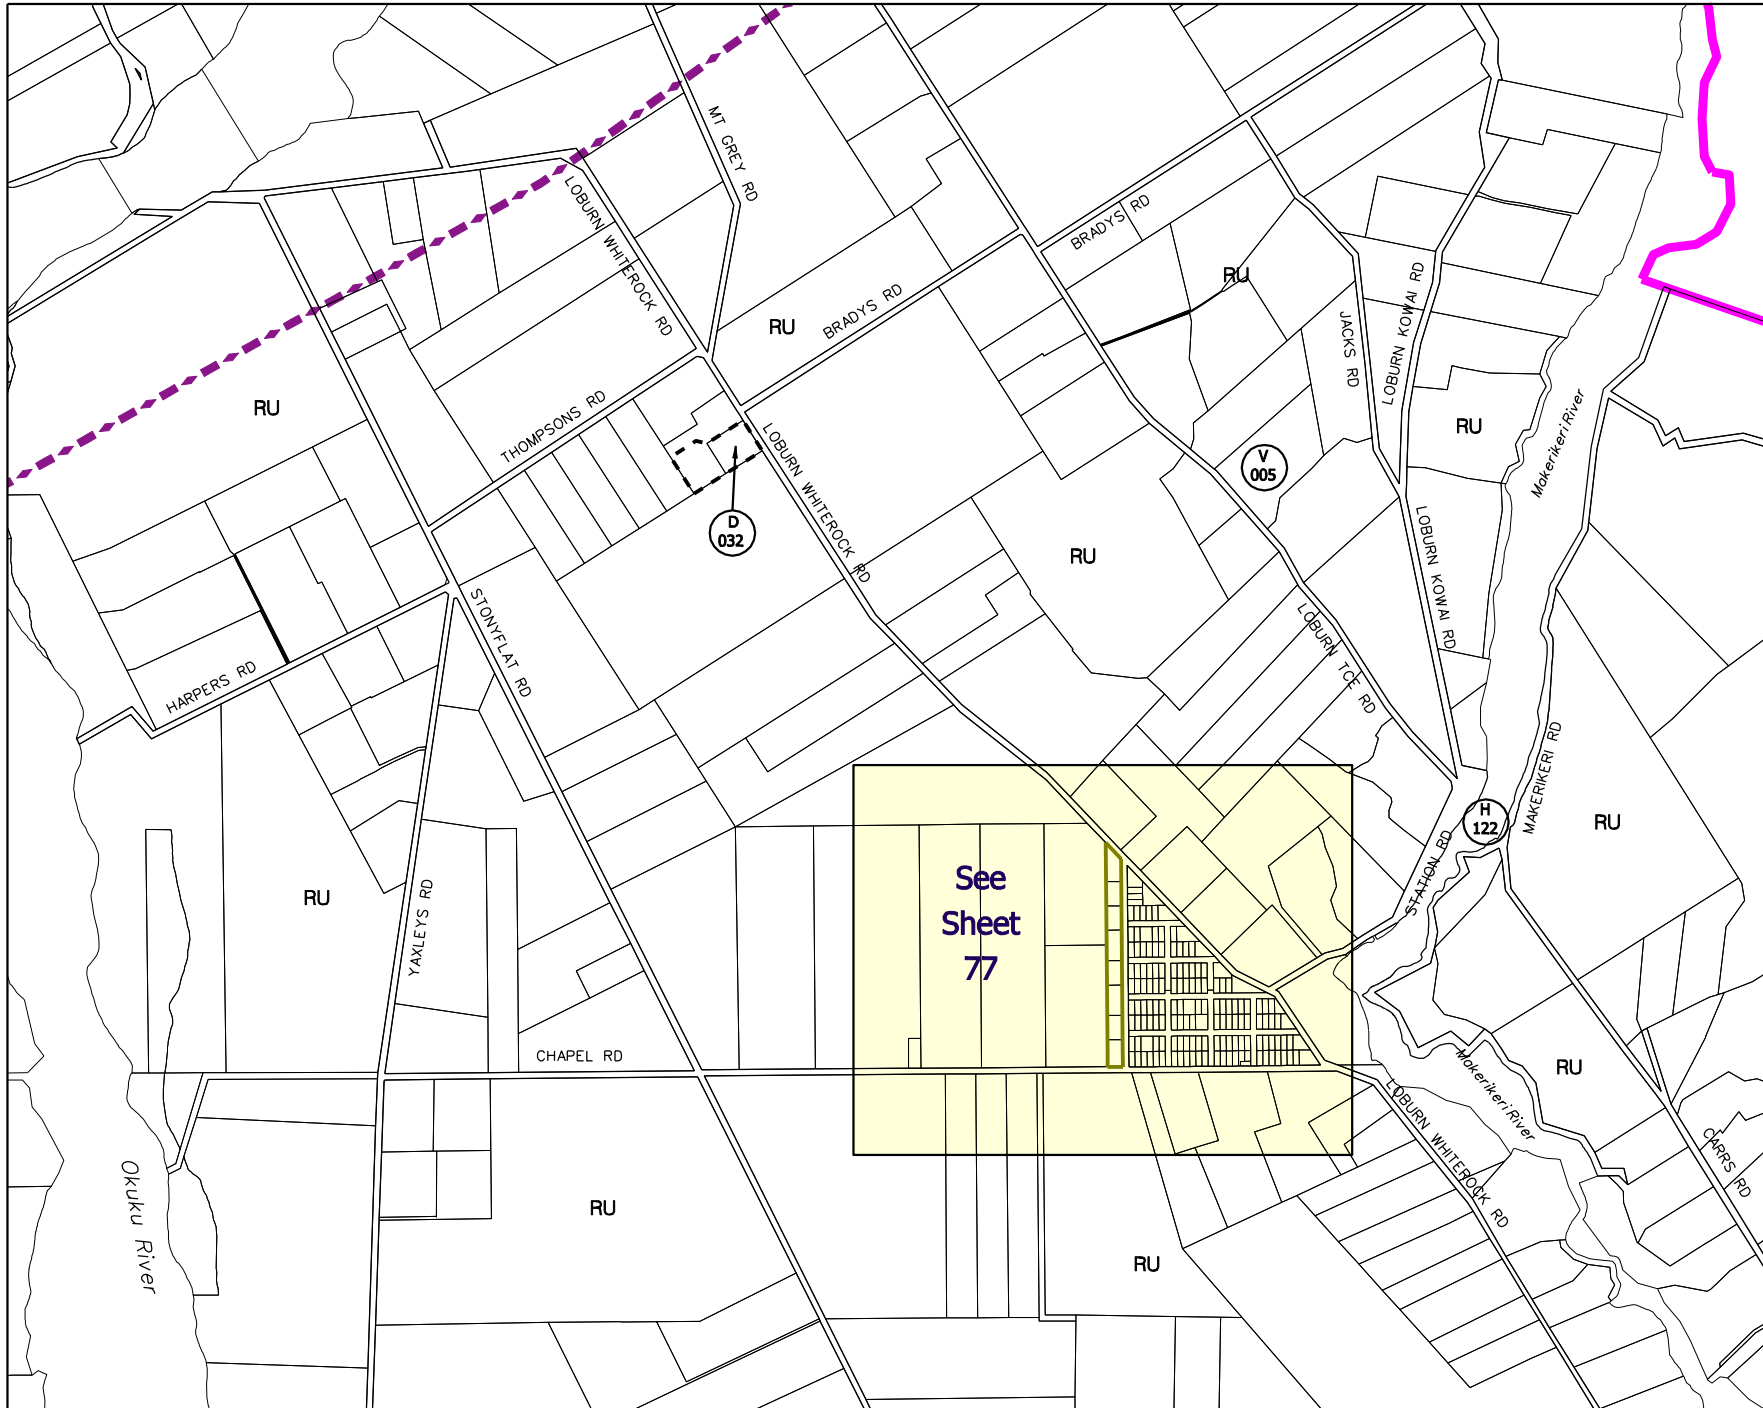 MT GREY RD
LOBURN WHITEROCK RD
BRADYS RD
RU
RU
BRADYS RD
LOBURN KOWAI RD
JACKS RD
RU
THOMPSONS RD
RU
Makerikeri River
LOBURN WHITEROCK RD
V
005
D
032
RU
LOBURN KOWAI RD
STONYFLAT RD
LOBURN TCE RD
HARPERS RD
MAKERIKERI RD
H
122
RU
STATION RD
See
Sheet
77
RU
YAXLEYS RD
CHAPEL RD
RU
Makerikeri River
LOBURN WHITEROCK RD
CARRS RD
Okuku River
RU
RU